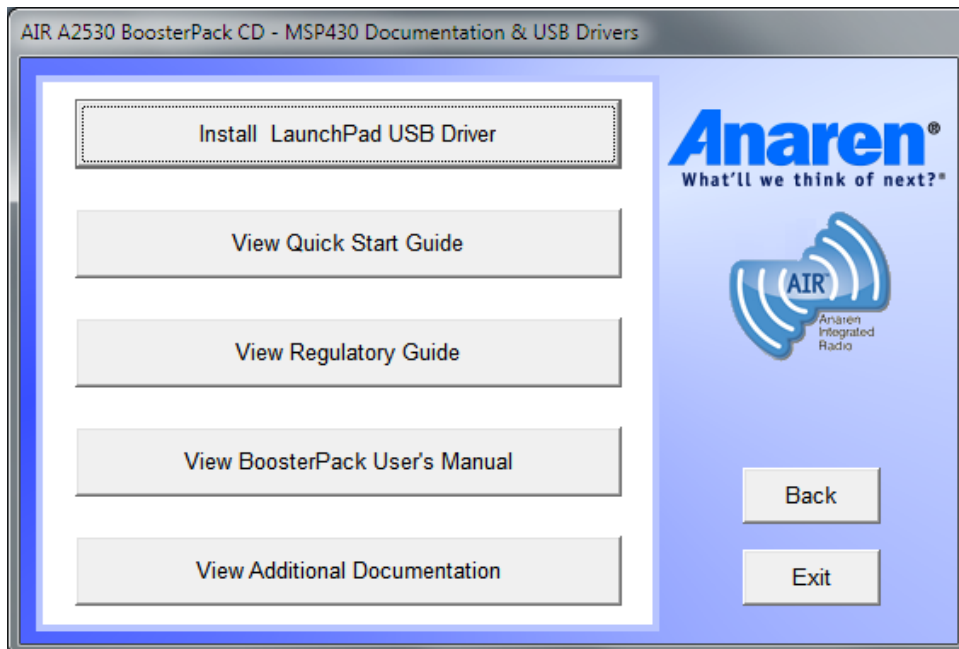 AIR A2530 BoosterPack CD - MSP430 Documentation & USB Drivers
Install LaunchPad USB Driver
View Quick Start Guide
View Regulatory Guide
View BoosterPack User's Manual
View Additional Documentation
Anaren®
What'll we think of next?®
AIR™
Anaren
Integrated
Radio
Back
Exit